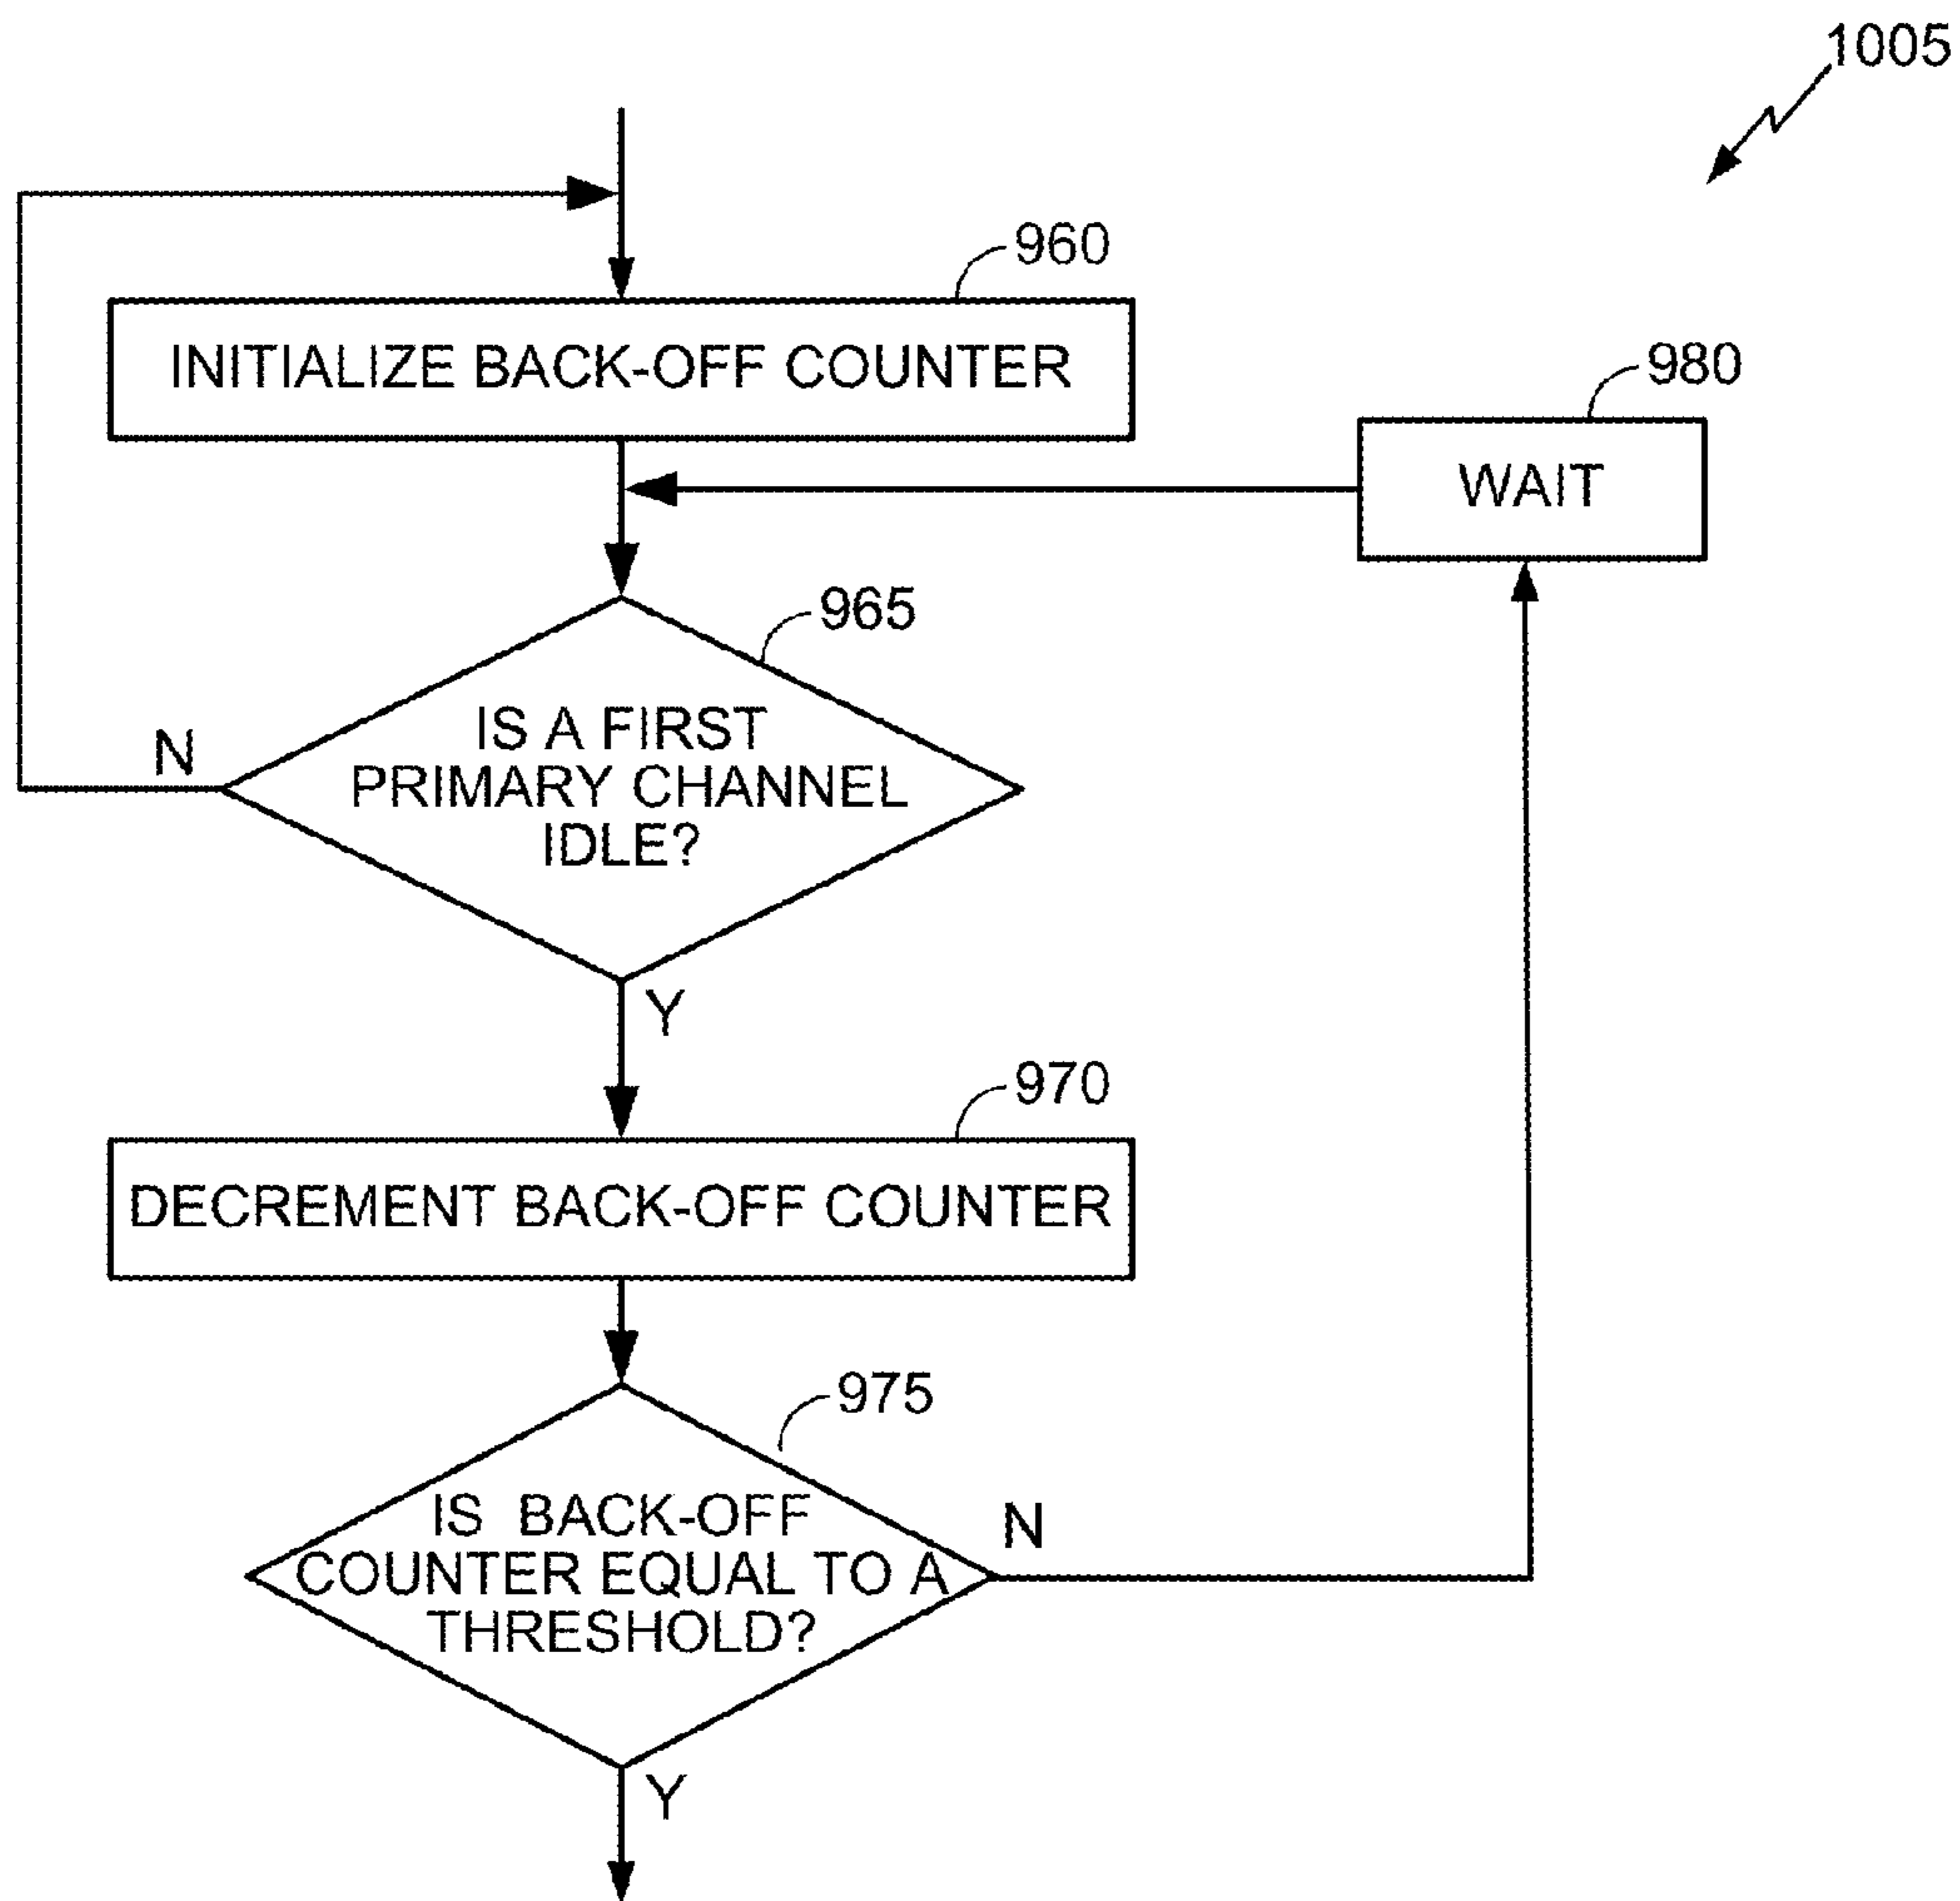 1005
960
INITIALIZE BACK-OFF COUNTER
980
WAIT
965
IS A FIRST
PRIMARY CHANNEL
IDLE?
N
Y
970
DECREMENT BACK-OFF COUNTER
975
IS BACK-OFF
COUNTER EQUAL TO A
THRESHOLD?
N
Y